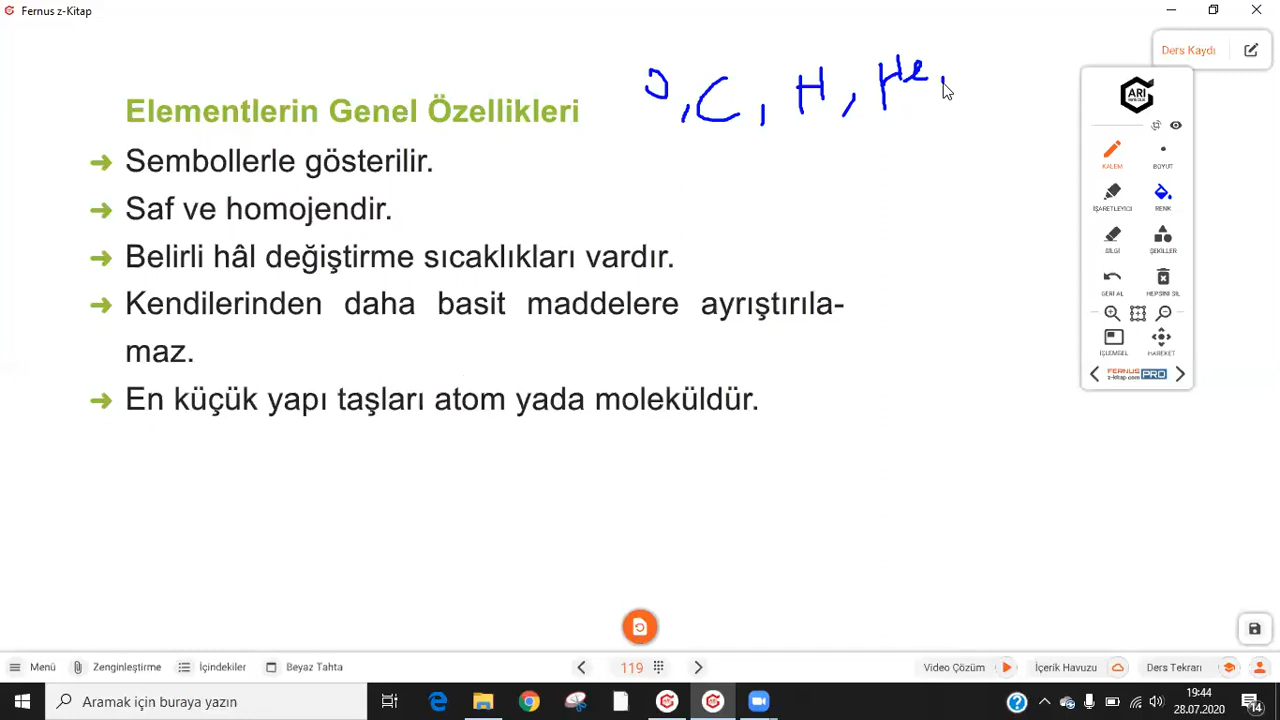 Fernus z-Kitap
Ders Kaydı
O, C, H, He,
Elementlerin Genel Özellikleri
➔ Sembollerle gösterilir.
➔ Saf ve homojendir.
➔ Belirli hâl değiştirme sıcaklıkları vardır.
➔ Kendilerinden daha basit maddelere ayrıştırıla-
maz.
➔ En küçük yapı taşları atom yada moleküldür.
ARI
KALEM
BOYUT
İŞARETLEYİCİ
RENK
SİLGİ
ŞEKİLLER
GERİ AL
HEPSİNİ SİL
İŞLEMSEL
HAREKET
FERNUS
z-kitap.com PRO
Menü
Zenginleştirme
İçindekiler
Beyaz Tahta
119
Video Çözüm
İçerik Havuzu
Ders Tekrarı
Aramak için buraya yazın
19:44
28.07.2020
14